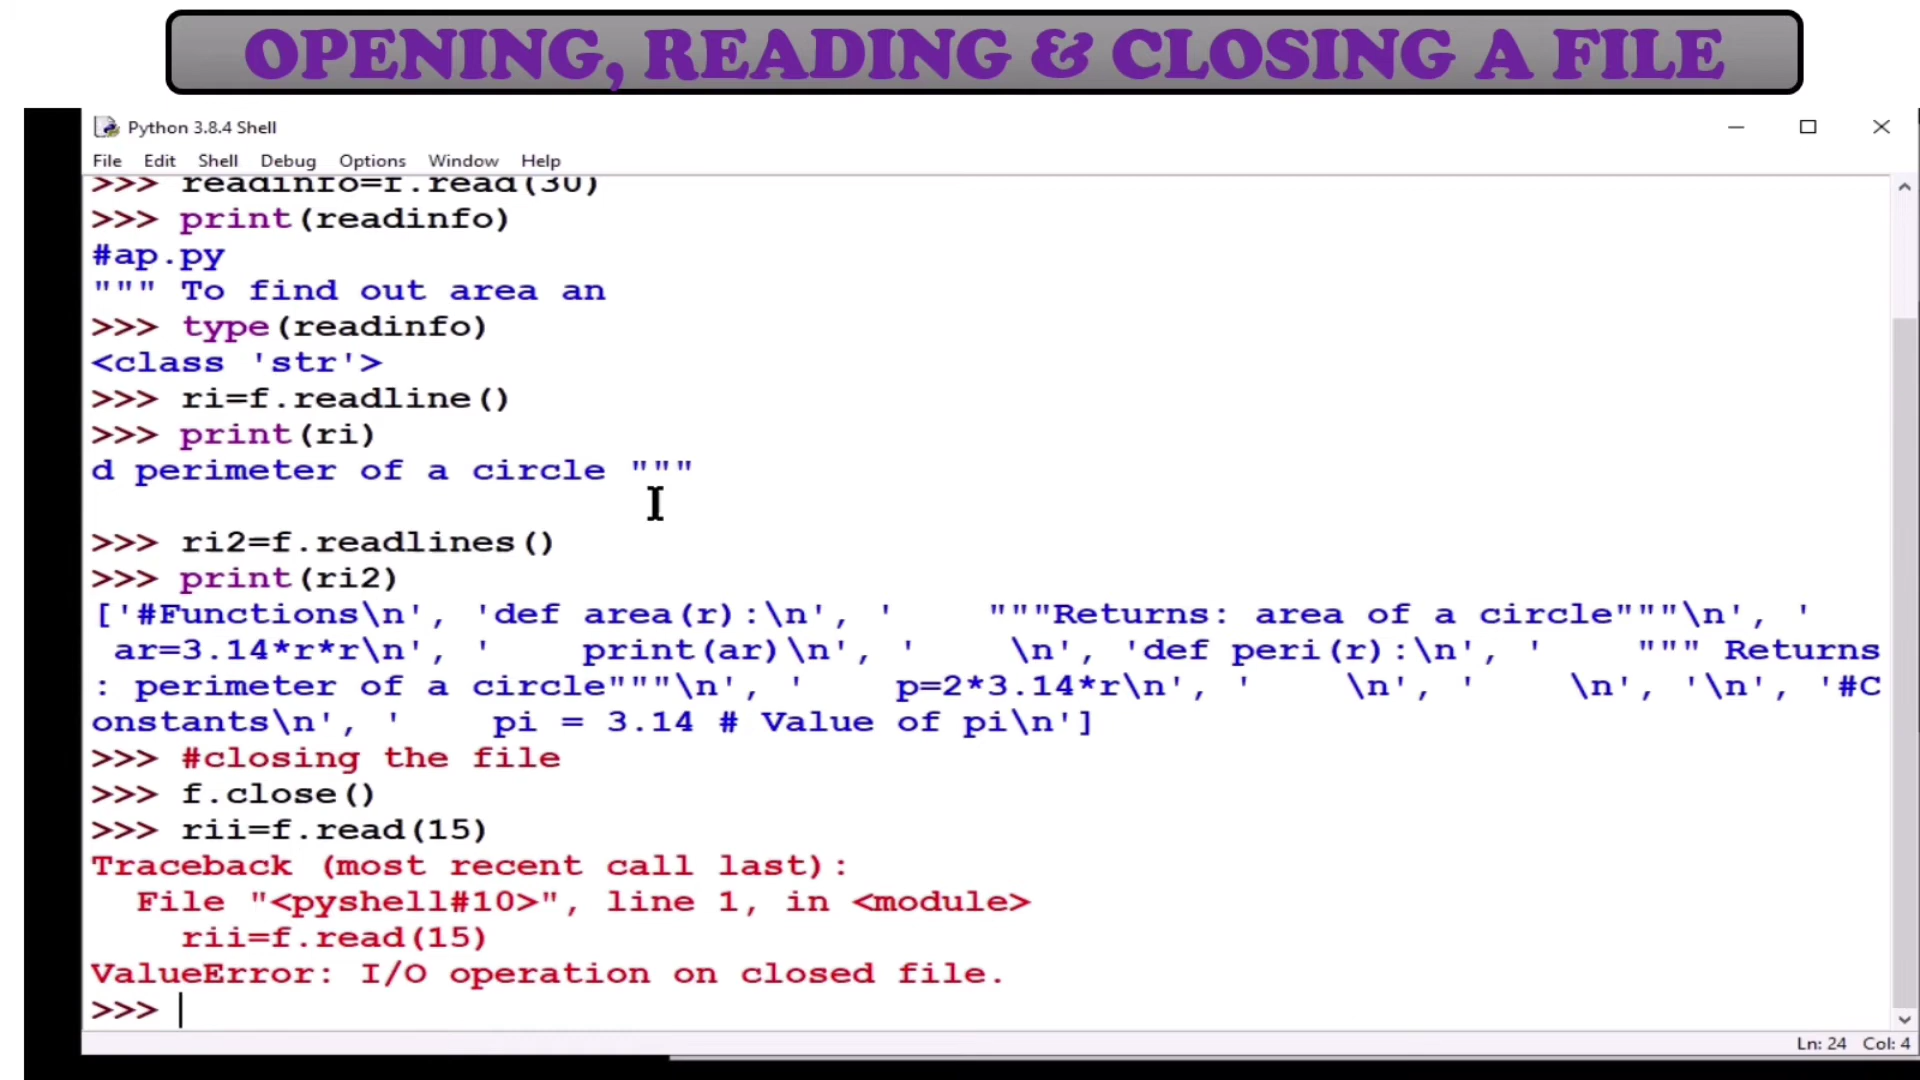 OPENING, READING & CLOSING A FILE
Python 3.8.4 Shell
File Edit Shell Debug Options Window Help
>>> readinfo=f.read(30)
>>> print(readinfo)
#ap.py
""" To find out area an
>>> type(readinfo)
<class 'str'>
>>> ri=f.readline()
>>> print(ri)
d perimeter of a circle """
>>> ri2=f.readlines()
>>> print(ri2)
['#Functions\n', 'def area(r):\n', '    """Returns: area of a circle"""\n', '
 ar=3.14*r*r\n', '    print(ar)\n', '    \n', 'def peri(r):\n', '    """ Returns
: perimeter of a circle"""\n', '    p=2*3.14*r\n', '    \n', '    \n', '\n', '#C
onstants\n', '    pi = 3.14 # Value of pi\n']
>>> #closing the file
>>> f.close()
>>> rii=f.read(15)
Traceback (most recent call last):
  File "<pyshell#10>", line 1, in <module>
    rii=f.read(15)
ValueError: I/O operation on closed file.
>>>
Ln: 24 Col: 4